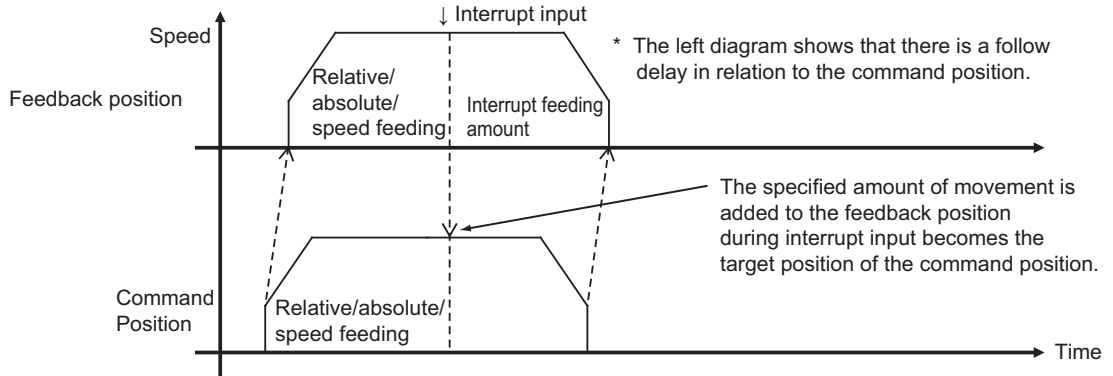 ↓ Interrupt input
Speed
* The left diagram shows that there is a follow
delay in relation to the command position.
Feedback position
Relative/
absolute/
speed feeding
Interrupt feeding
amount
The specified amount of movement is
added to the feedback position
during interrupt input becomes the
target position of the command position.
Command
Position
Relative/absolute/
speed feeding
Time